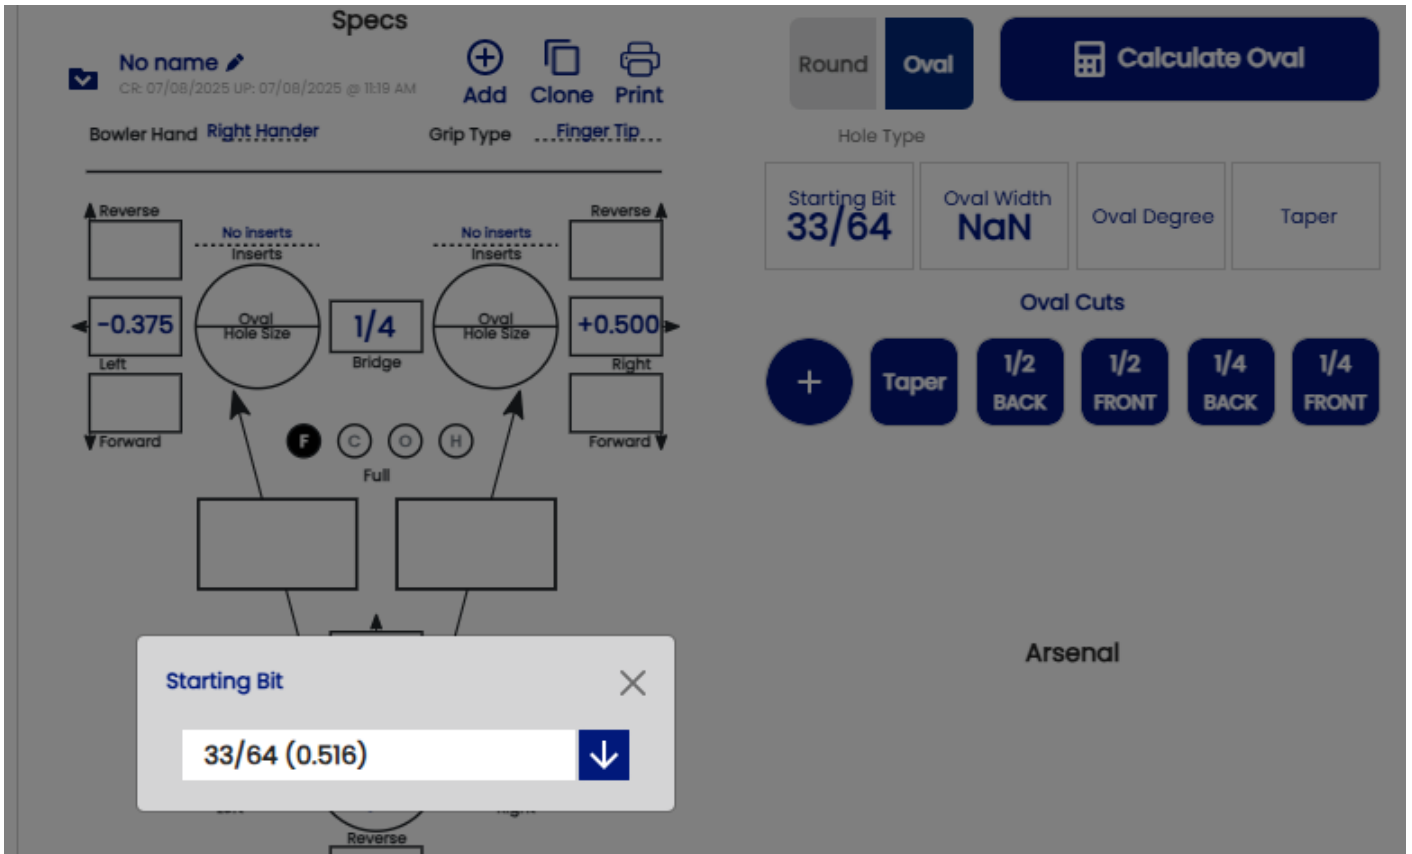 Specs
No name
CR: 07/08/2025 UP: 07/08/2025 @ 11:19 AM
Add Clone Print
Bowler Hand Right Hander Grip Type Finger Tip
Reverse Reverse
No inserts No inserts
Inserts Inserts
-0.375 Oval 1/4 Oval +0.500
Hole Size Hole Size
Left Bridge Right
Forward F C O H Forward
Full
Starting Bit
33/64 (0.516)
Reverse
Round Oval Calculate Oval
Hole Type
Starting Bit Oval Width Oval Degree Taper
33/64 NaN
Oval Cuts
+ Taper 1/2 1/2 1/4 1/4
BACK FRONT BACK FRONT
Arsenal